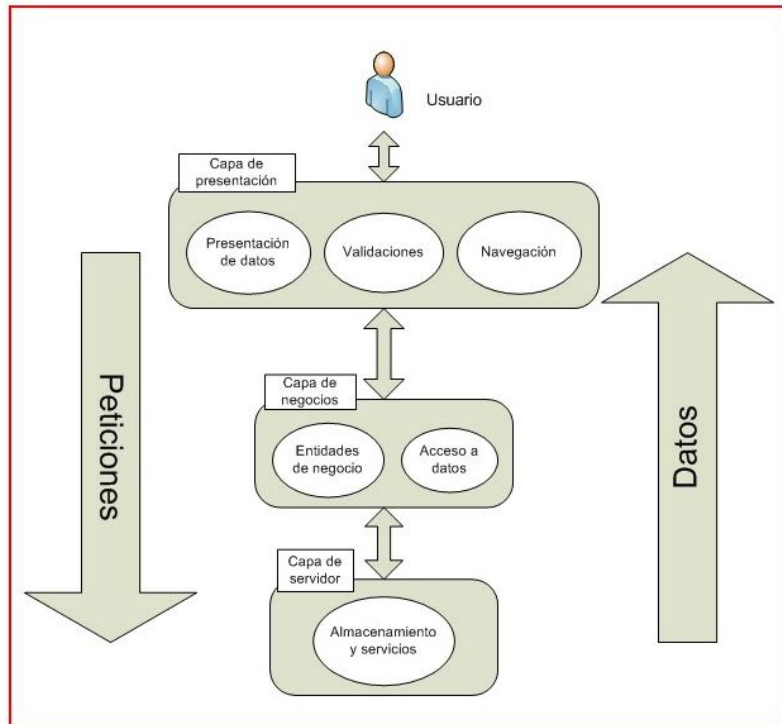 Usuario
Capa de
presentación
Presentación
de datos
Validaciones
Navegación
Peticiones
Datos
Capa de
negocios
Entidades
de negocio
Acceso a
datos
Capa de
servidor
Almacenamiento
y servicios